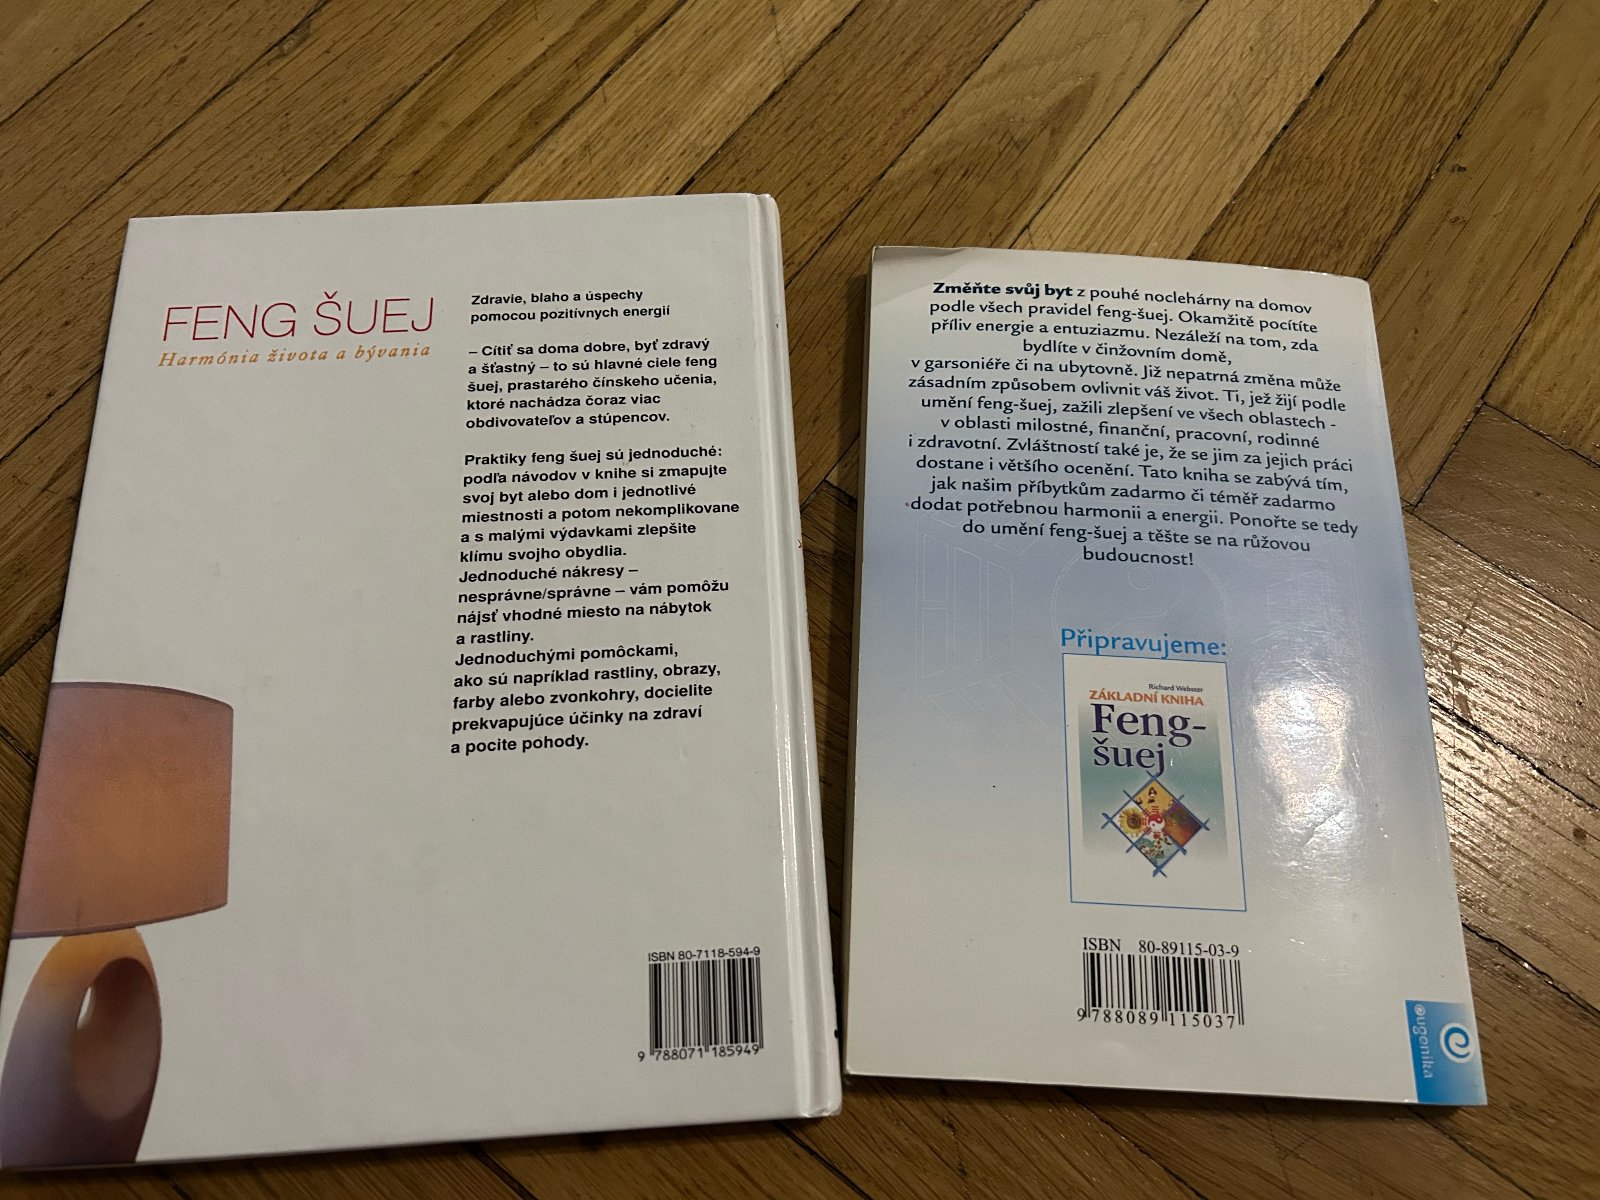 FENG ŠUEJ
Harmónia života a bývania
Zdravie, blaho a úspechy
pomocou pozitívnych energií
– Cítiť sa doma dobre, byť zdravý
a šťastný – to sú hlavné ciele feng
šuej, prastarého čínskeho učenia,
ktoré nachádza čoraz viac
obdivovateľov a stúpencov.
Praktiky feng šuej sú jednoduché:
podľa návodov v knihe si zmapujte
svoj byt alebo dom i jednotlivé
miestnosti a potom nekomplikovane
a s malými výdavkami zlepšite
klímu svojho obydlia.
Jednoduché nákresy –
nesprávne/správne – vám pomôžu
nájsť vhodné miesto na nábytok
a rastliny.
Jednoduchými pomôckami,
ako sú napríklad rastliny, obrazy,
farby alebo zvonkohry, docielite
prekvapujúce účinky na zdraví
a pocite pohody.
ISBN 80-7118-594-9
9 788071 185949
Změňte svůj byt z pouhé noclehárny na domov
podle všech pravidel feng-šuej. Okamžitě pocítíte
příliv energie a entuziazmu. Nezáleží na tom, zda
bydlíte v činžovním domě,
v garsoniéře či na ubytovně. Již nepatrná změna může
zásadním způsobem ovlivnit váš život. Ti, jež žijí podle
umění feng-šuej, zažili zlepšení ve všech oblastech -
v oblasti milostné, finanční, pracovní, rodinné
i zdravotní. Zvláštností také je, že se jim za jejich práci
dostane i většího ocenění. Tato kniha se zabývá tím,
jak našim příbytkům zadarmo či téměř zadarmo
dodat potřebnou harmonii a energii. Ponořte se tedy
do umění feng-šuej a těšte se na růžovou
budoucnost!
Připravujeme:
Richard Webster
ZÁKLADNÍ KNIHA
Feng-
šuej
ISBN 80-89115-03-9
9 788089 115037
eugenika